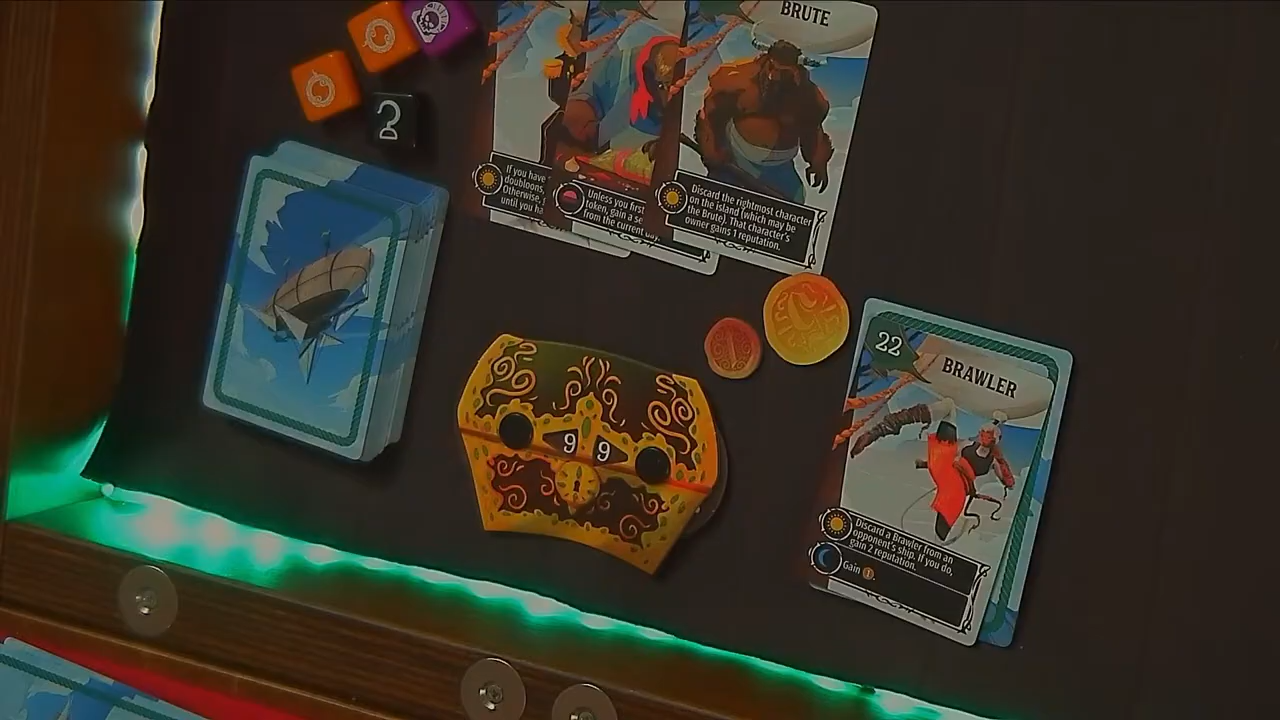 ?
BRUTE
If you have
doubloons,
Otherwise,
until you ha
Unless you first
token, gain a se
from the current day.
Discard the rightmost character
on the island (which may be
the Brute). That character's
owner gains 1 reputation.
9 9
22
BRAWLER
Discard a Brawler from an
opponent's ship. If you do,
gain 2 reputation.
Gain 1.